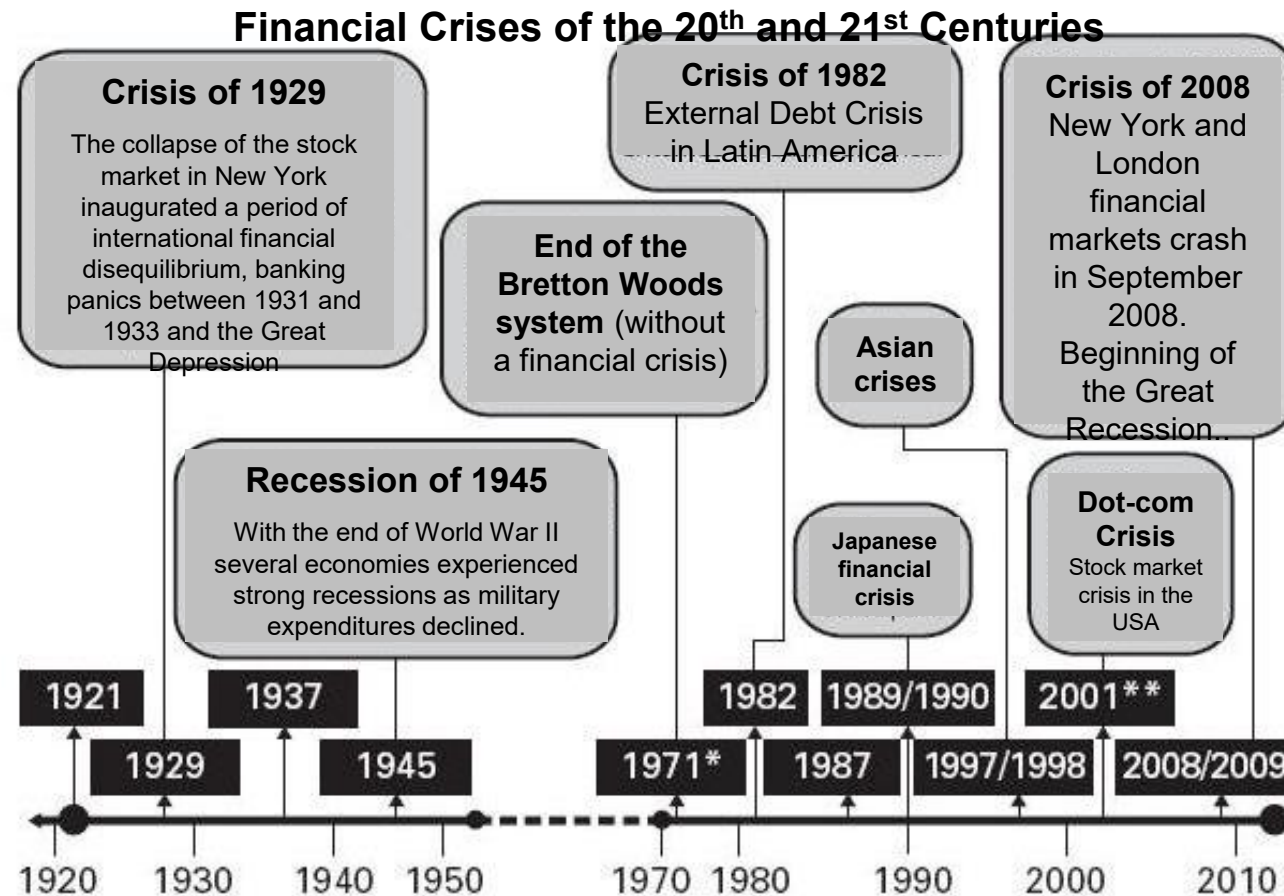 Financial Crises of the 20th and 21st Centuries
Crisis of 1929
The collapse of the stock
market in New York
inaugurated a period of
international financial
disequilibrium, banking
panics between 1931 and
1933 and the Great
Depression
Recession of 1945
With the end of World War II
several economies experienced
strong recessions as military
expenditures declined.
End of the
Bretton Woods
system (without
a financial crisis)
Crisis of 1982
External Debt Crisis
in Latin America
Asian
crises
Japanese
financial
crisis
Crisis of 2008
New York and
London
financial
markets crash
in September
2008.
Beginning of
the Great
Recession..
Dot-com
Crisis
Stock market
crisis in the
USA
1921
1937
1982
1989/1990
2001**
1929
1945
1971*
1987
1997/1998
2008/2009
1920
1930
1940
1950
1970
1980
1990
2000
2010